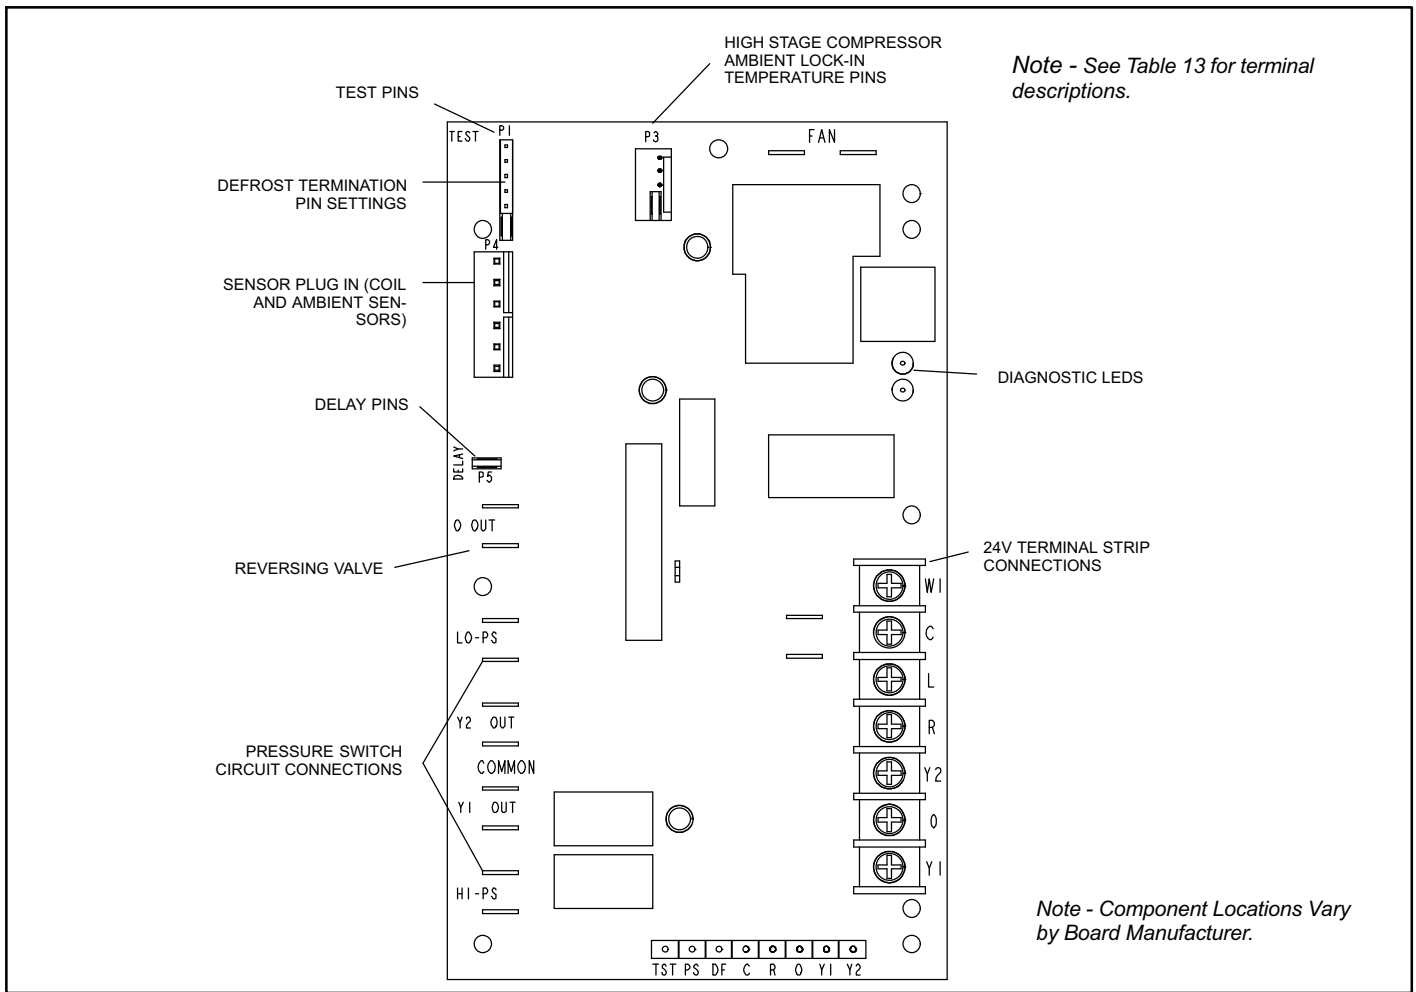 HIGH STAGE COMPRESSOR
AMBIENT LOCK-IN
TEMPERATURE PINS
Note - See Table 13 for terminal
descriptions.
TEST PINS
TEST
P1
P3
FAN
DEFROST TERMINATION
PIN SETTINGS
P4
SENSOR PLUG IN (COIL
AND AMBIENT SEN-
SORS)
DIAGNOSTIC LEDS
DELAY PINS
DELAY
P5
O OUT
REVERSING VALVE
24V TERMINAL STRIP
CONNECTIONS
W1
C
L
R
Y2
O
Y1
LO-PS
Y2 OUT
PRESSURE SWITCH
CIRCUIT CONNECTIONS
COMMON
Y1 OUT
HI-PS
Note - Component Locations Vary
by Board Manufacturer.
TST PS DF C R O Y1 Y2